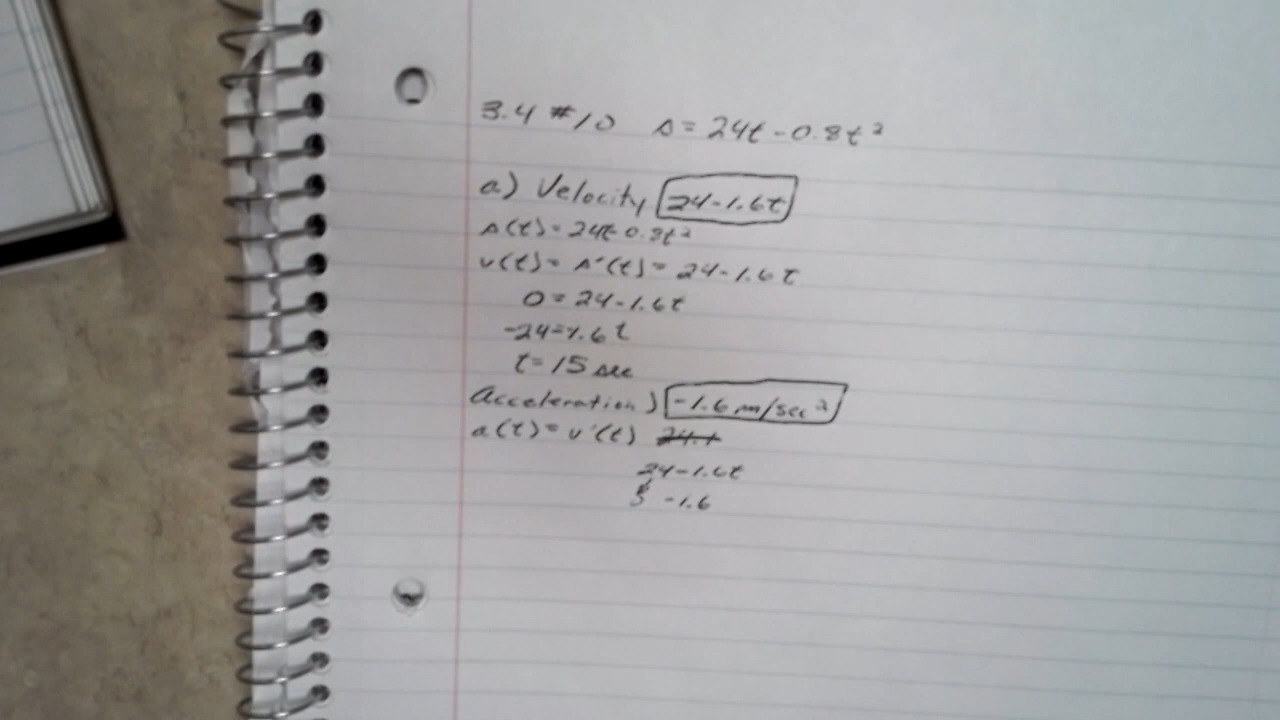 3.4 #10 s = 24t - 0.8t²
a) Velocity 24-1.6t
s(t) = 24t-0.8t²
v(t) = s'(t) = 24-1.6t
0 = 24-1.6t
-24=-1.6t
t = 15 sec
Acceleration) -1.6 m/sec²
a(t) = v'(t)
24-1.6t
-1.6